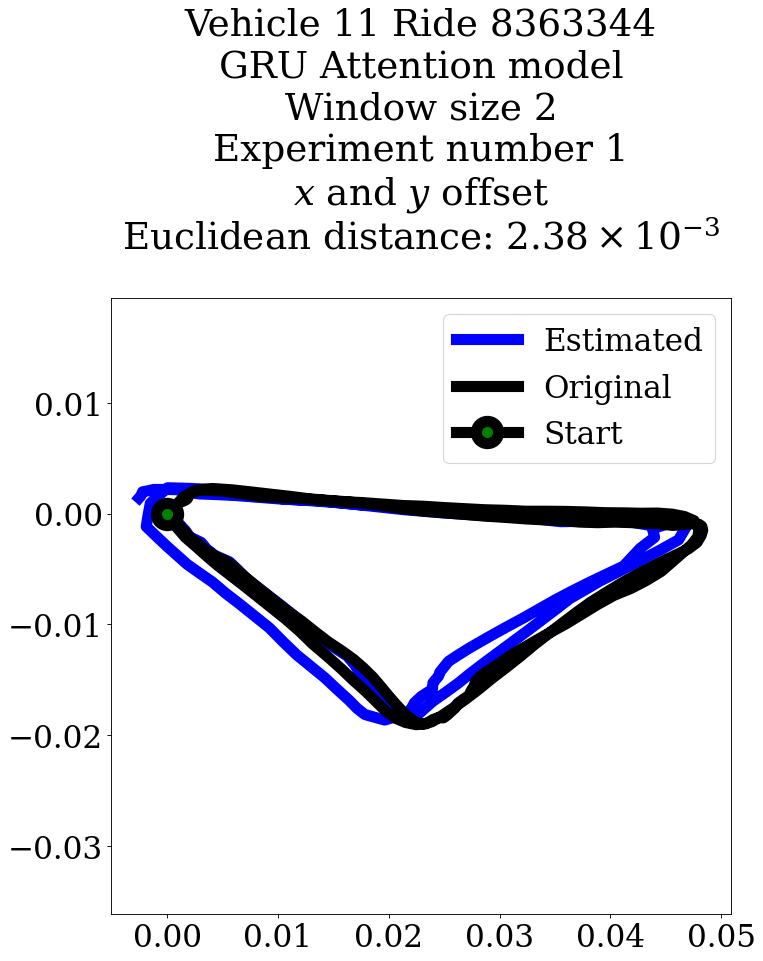 Vehicle 11 Ride 8363344
GRU Attention model
Window size 2
Experiment number 1
x and y offset
Euclidean distance: 2.38 × 10⁻³
Estimated
Original
Start
0.01
0.00
−0.01
−0.02
−0.03
0.00 0.01 0.02 0.03 0.04 0.05